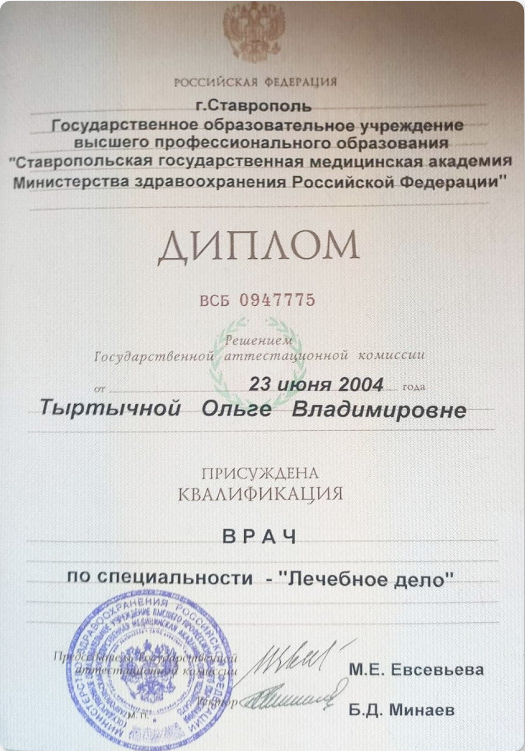 РОССИЙСКАЯ ФЕДЕРАЦИЯ
г.Ставрополь
Государственное образовательное учреждение
высшего профессионального образования
"Ставропольская государственная медицинская академия
Министерства здравоохранения Российской Федерации"
ДИПЛОМ
ВСБ 0947775
Решением
Государственной аттестационной комиссии
от 23 июня 2004 года
Тыртычной Ольге Владимировне
ПРИСУЖДЕНА
КВАЛИФИКАЦИЯ
ВРАЧ
по специальности - "Лечебное дело"
Председатель Государственной
аттестационной комиссии
М.Е. Евсевьева
Ректор
Б.Д. Минаев
М.П.